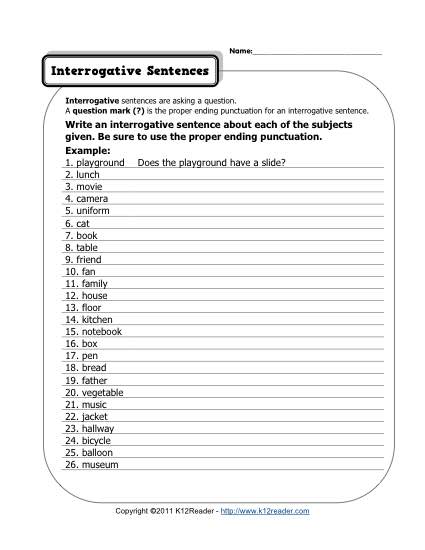 Name:
Interrogative Sentences
Interrogative sentences are asking a question.
A question mark (?) is the proper ending punctuation for an interrogative sentence.
Write an interrogative sentence about each of the subjects
given. Be sure to use the proper ending punctuation.
Example:
1. playground Does the playground have a slide?
2. lunch
3. movie
4. camera
5. uniform
6. cat
7. book
8. table
9. friend
10. fan
11. family
12. house
13. floor
14. kitchen
15. notebook
16. box
17. pen
18. bread
19. father
20. vegetable
21. music
22. jacket
23. hallway
24. bicycle
25. balloon
26. museum
Copyright ©2011 K12Reader - http://www.k12reader.com